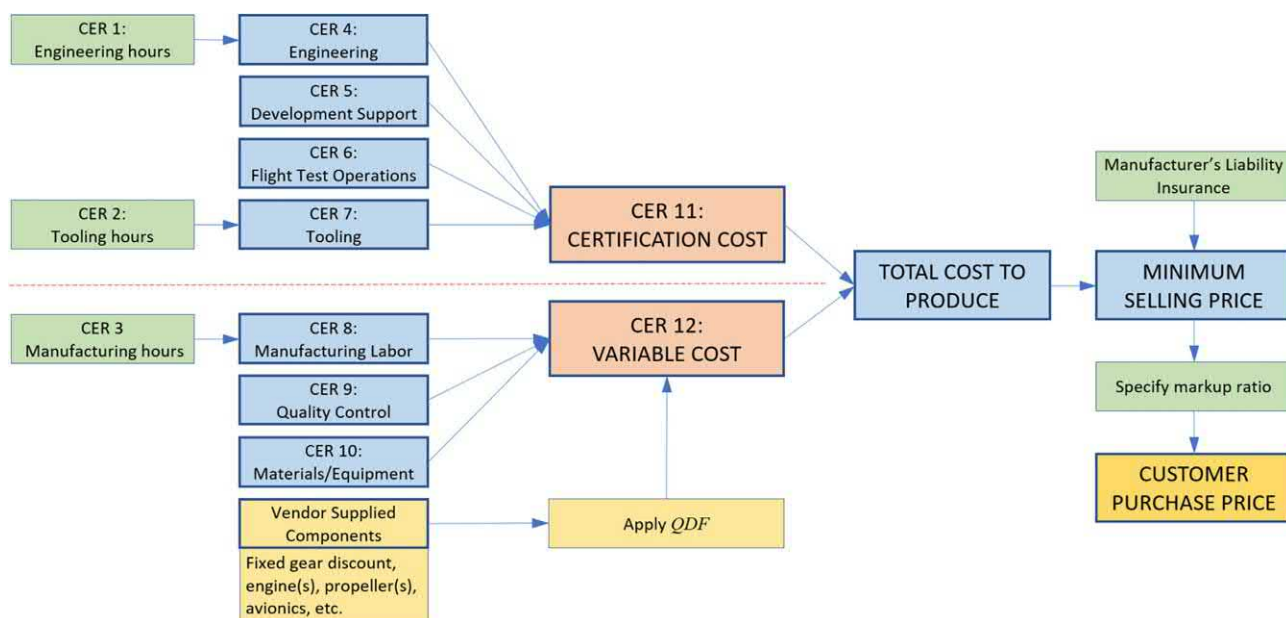 CER 1:
Engineering hours
CER 4:
Engineering
CER 5:
Development Support
CER 6:
Flight Test Operations
CER 2:
Tooling hours
CER 7:
Tooling
CER 11:
CERTIFICATION COST
CER 3
Manufacturing hours
CER 8:
Manufacturing Labor
CER 9:
Quality Control
CER 10:
Materials/Equipment
CER 12:
VARIABLE COST
Vendor Supplied
Components
Fixed gear discount,
engine(s), propeller(s),
avionics, etc.
Apply QDF
TOTAL COST TO
PRODUCE
Manufacturer’s Liability
Insurance
MINIMUM
SELLING PRICE
Specify markup ratio
CUSTOMER
PURCHASE PRICE